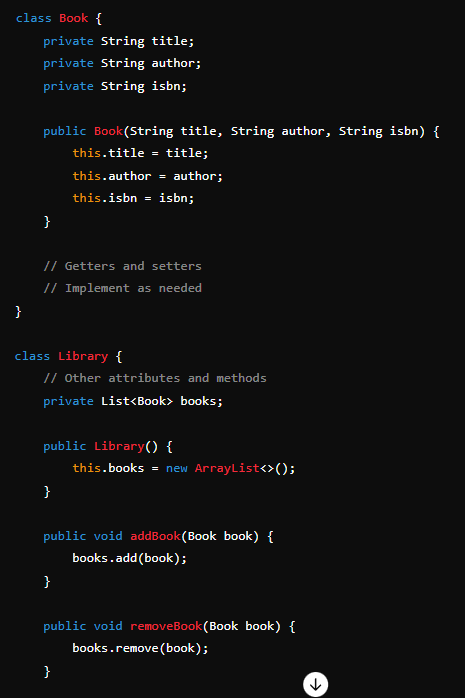 class Book {
    private String title;
    private String author;
    private String isbn;

    public Book(String title, String author, String isbn) {
        this.title = title;
        this.author = author;
        this.isbn = isbn;
    }

    // Getters and setters
    // Implement as needed
}

class Library {
    // Other attributes and methods
    private List<Book> books;

    public Library() {
        this.books = new ArrayList<>();
    }

    public void addBook(Book book) {
        books.add(book);
    }

    public void removeBook(Book book) {
        books.remove(book);
    }